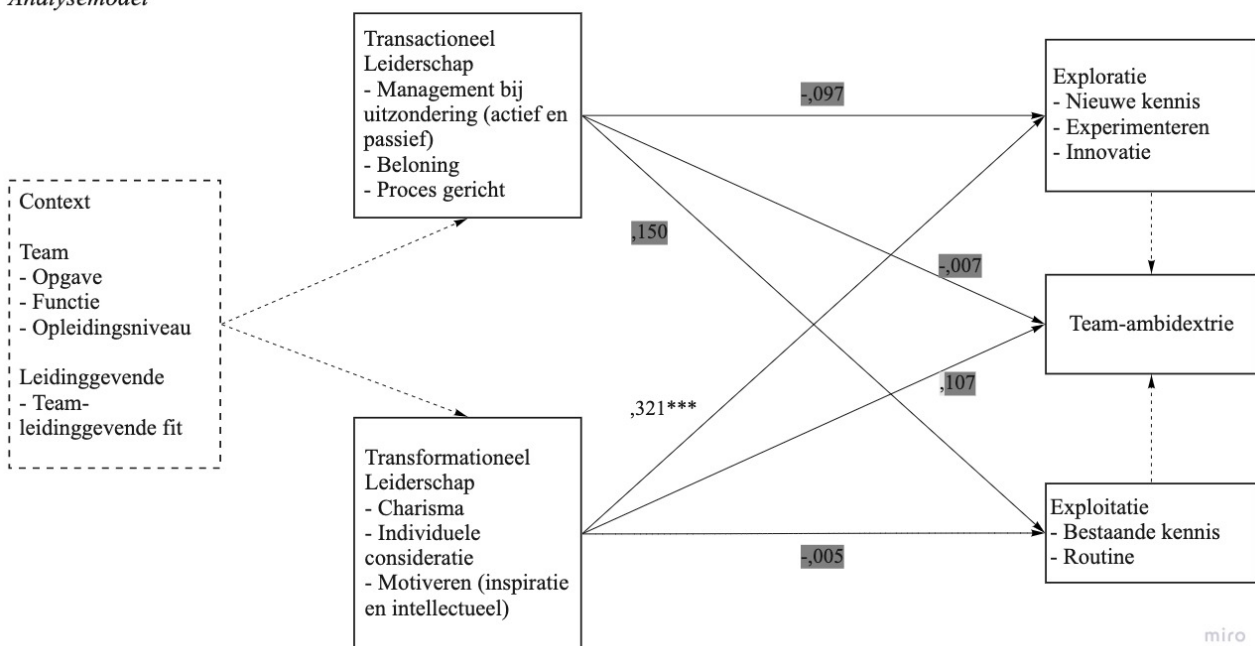 Analysemodel
Transactioneel
Leiderschap
- Management bij
uitzondering (actief en
passief)
- Beloning
- Proces gericht
Exploratie
- Nieuwe kennis
- Experimenteren
- Innovatie
-,097
Context
Team
- Opgave
- Functie
- Opleidingsniveau
Leidinggevende
- Team-
leidinggevende fit
,150
-,007
Team-ambidextrie
,107
,321***
Transformationeel
Leiderschap
- Charisma
- Individuele
consideratie
- Motiveren (inspiratie
en intellectueel)
-,005
Exploitatie
- Bestaande kennis
- Routine
miro